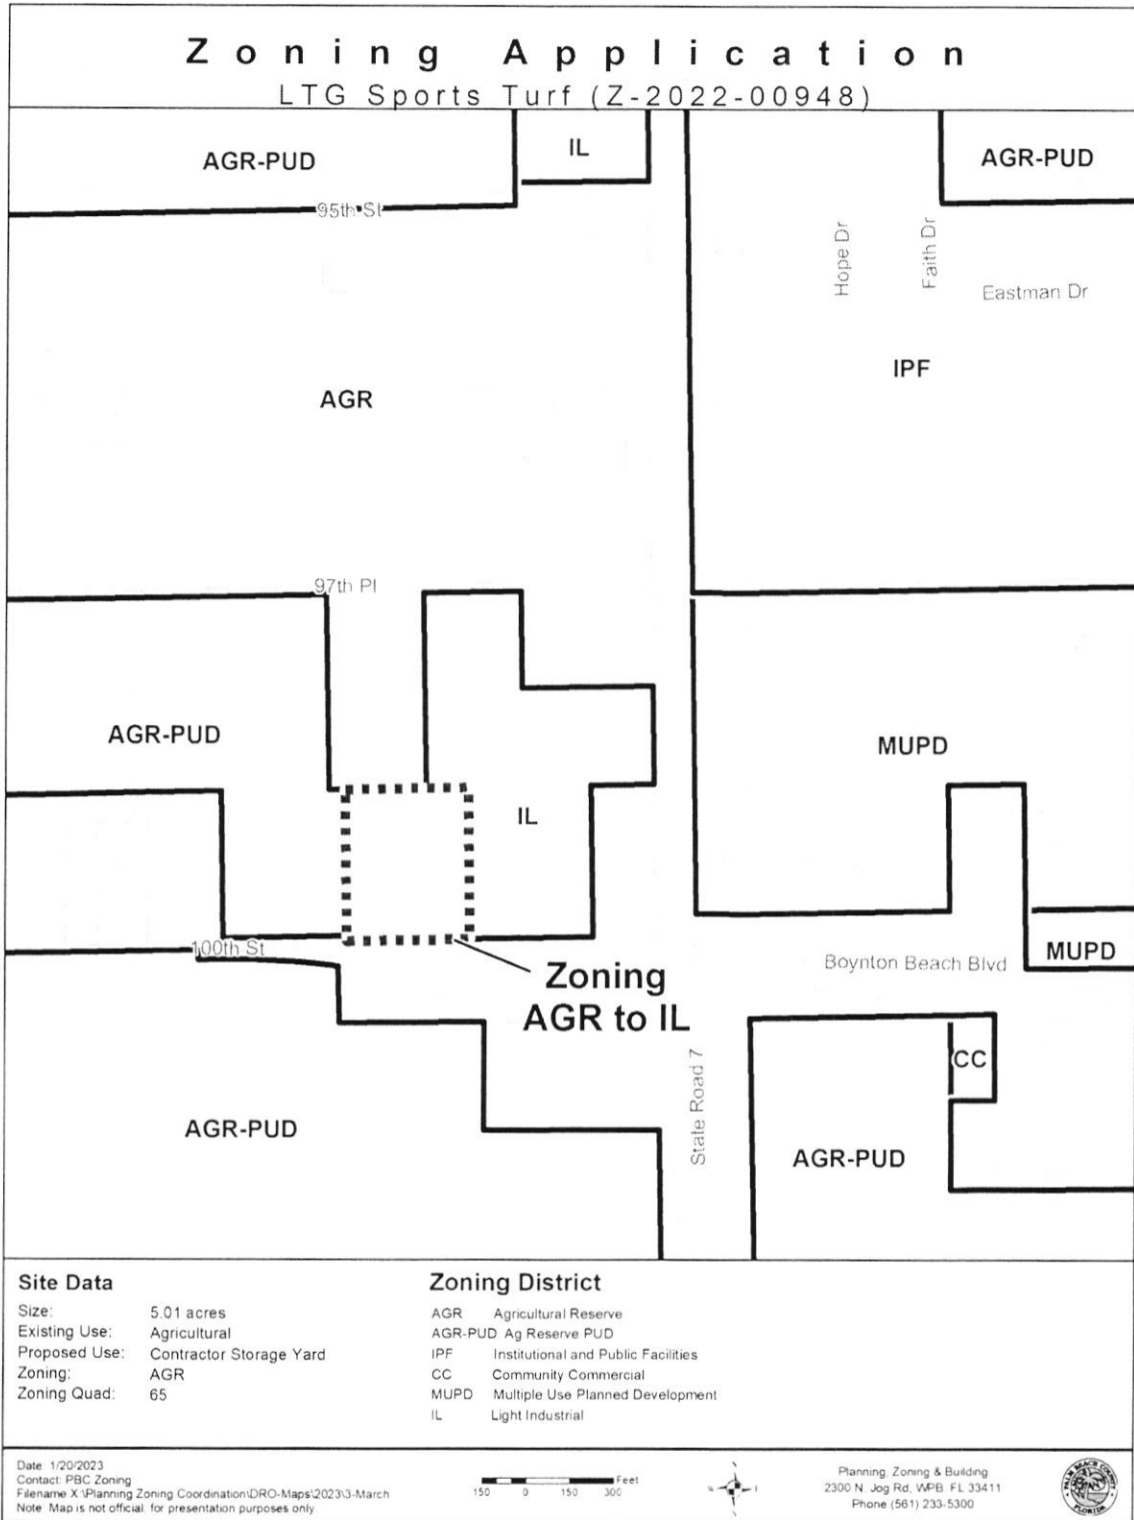 Zoning Application
LTG Sports Turf (Z-2022-00948)
AGR-PUD
IL
AGR-PUD
95th St
Hope Dr
Faith Dr
Eastman Dr
IPF
AGR
97th Pl
AGR-PUD
MUPD
IL
100th St
Boynton Beach Blvd
MUPD
Zoning
AGR to IL
CC
State Road 7
AGR-PUD
AGR-PUD
Site Data
Size: 5.01 acres
Existing Use: Agricultural
Proposed Use: Contractor Storage Yard
Zoning: AGR
Zoning Quad: 65
Zoning District
AGR Agricultural Reserve
AGR-PUD Ag Reserve PUD
IPF Institutional and Public Facilities
CC Community Commercial
MUPD Multiple Use Planned Development
IL Light Industrial
Date: 1/20/2023
Contact: PBC Zoning
Filename X:\Planning Zoning Coordination\DRO-Maps\2023\3-March
Note: Map is not official, for presentation purposes only
Feet
150 0 150 300
Planning, Zoning & Building
2300 N. Jog Rd, WPB, FL 33411
Phone (561) 233-5300
PALM BEACH COUNTY
FLORIDA